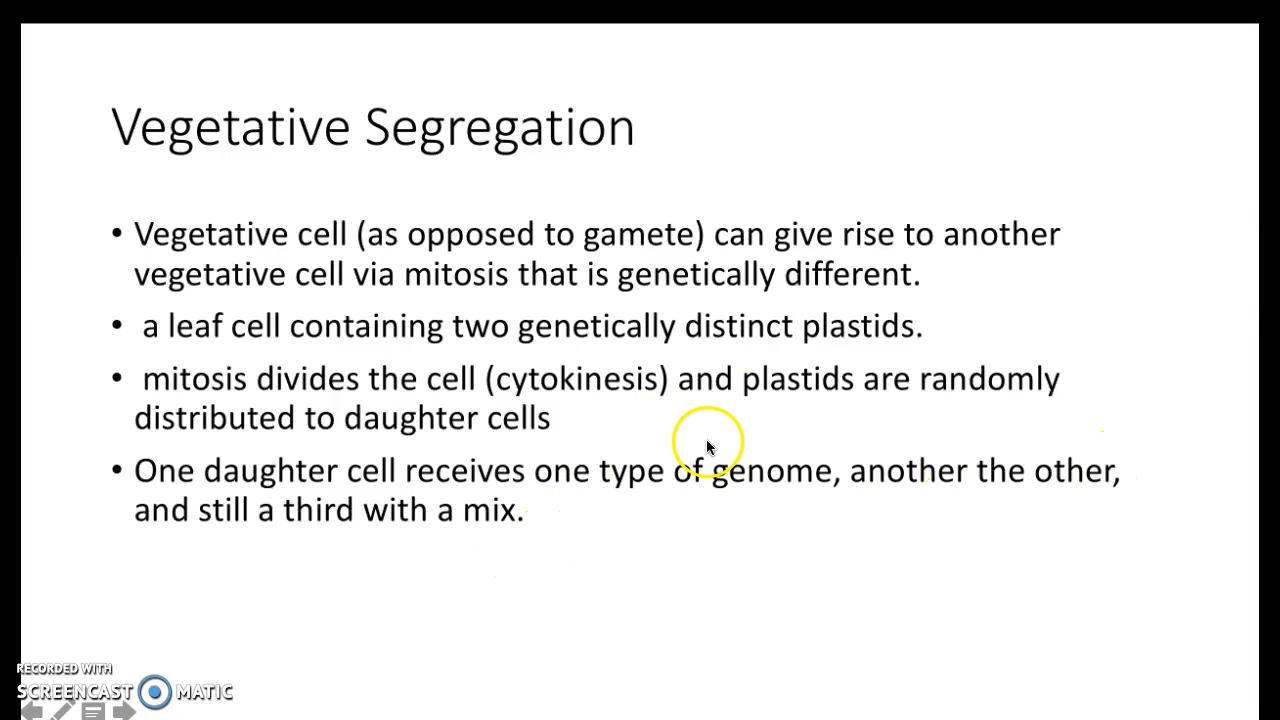 Vegetative Segregation
• Vegetative cell (as opposed to gamete) can give rise to another
vegetative cell via mitosis that is genetically different.
• a leaf cell containing two genetically distinct plastids.
• mitosis divides the cell (cytokinesis) and plastids are randomly
distributed to daughter cells
• One daughter cell receives one type of genome, another the other,
and still a third with a mix.
RECORDED WITH
SCREENCAST MATIC